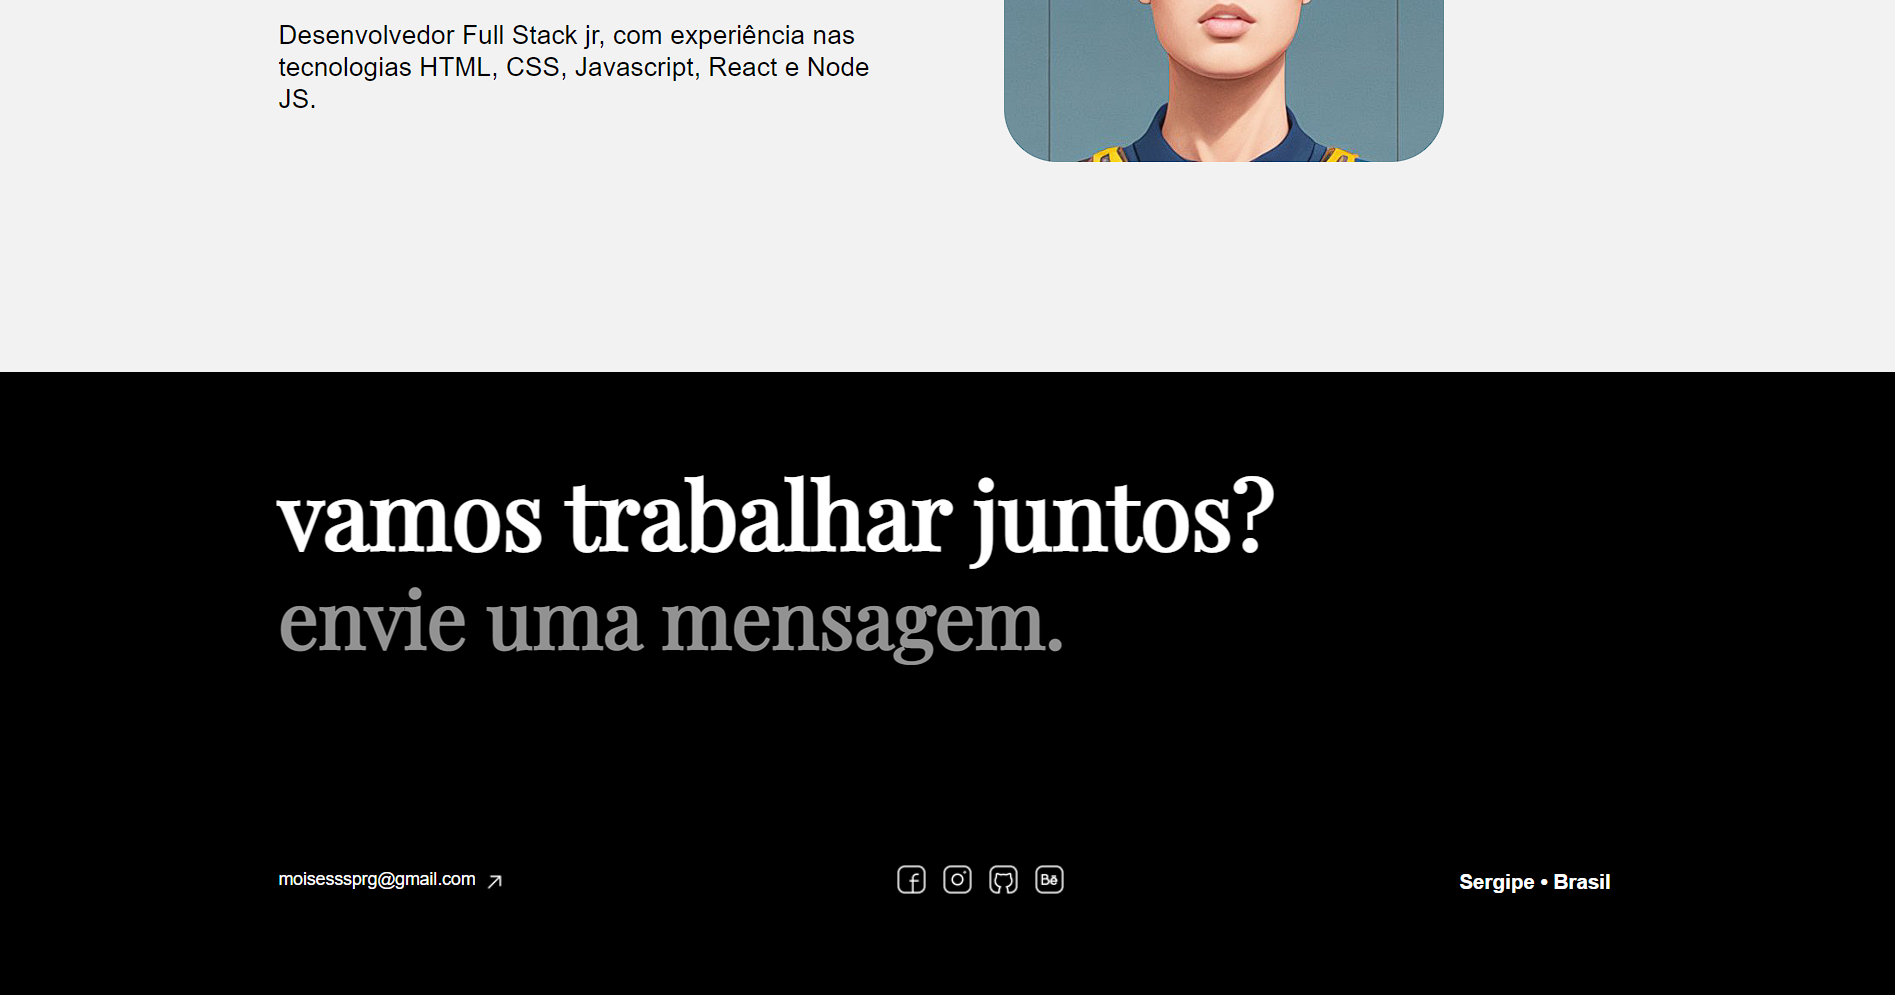 Desenvolvedor Full Stack jr, com experiência nas
tecnologias HTML, CSS, Javascript, React e Node
JS.
vamos trabalhar juntos?
envie uma mensagem.
moisesssprg@gmail.com
Bē
Sergipe • Brasil